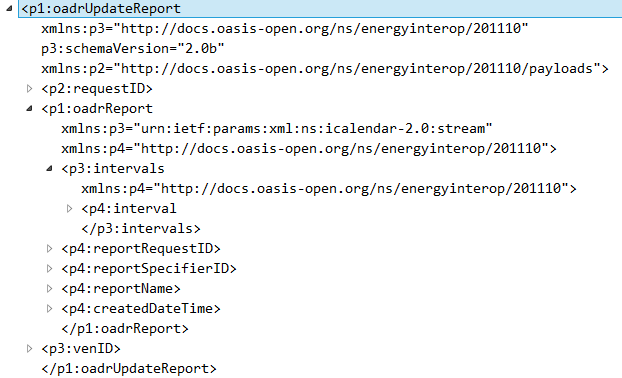 <p1:oadrUpdateReport
xmlns:p3="http://docs.oasis-open.org/ns/energyinterop/201110"
p3:schemaVersion="2.0b"
xmlns:p2="http://docs.oasis-open.org/ns/energyinterop/201110/payloads">
<p2:requestID>
<p1:oadrReport
xmlns:p3="urn:ietf:params:xml:ns:icalendar-2.0:stream"
xmlns:p4="http://docs.oasis-open.org/ns/energyinterop/201110">
<p3:intervals
xmlns:p4="http://docs.oasis-open.org/ns/energyinterop/201110">
<p4:interval
</p3:intervals>
<p4:reportRequestID>
<p4:reportSpecifierID>
<p4:reportName>
<p4:createdDateTime>
</p1:oadrReport>
<p3:venID>
</p1:oadrUpdateReport>